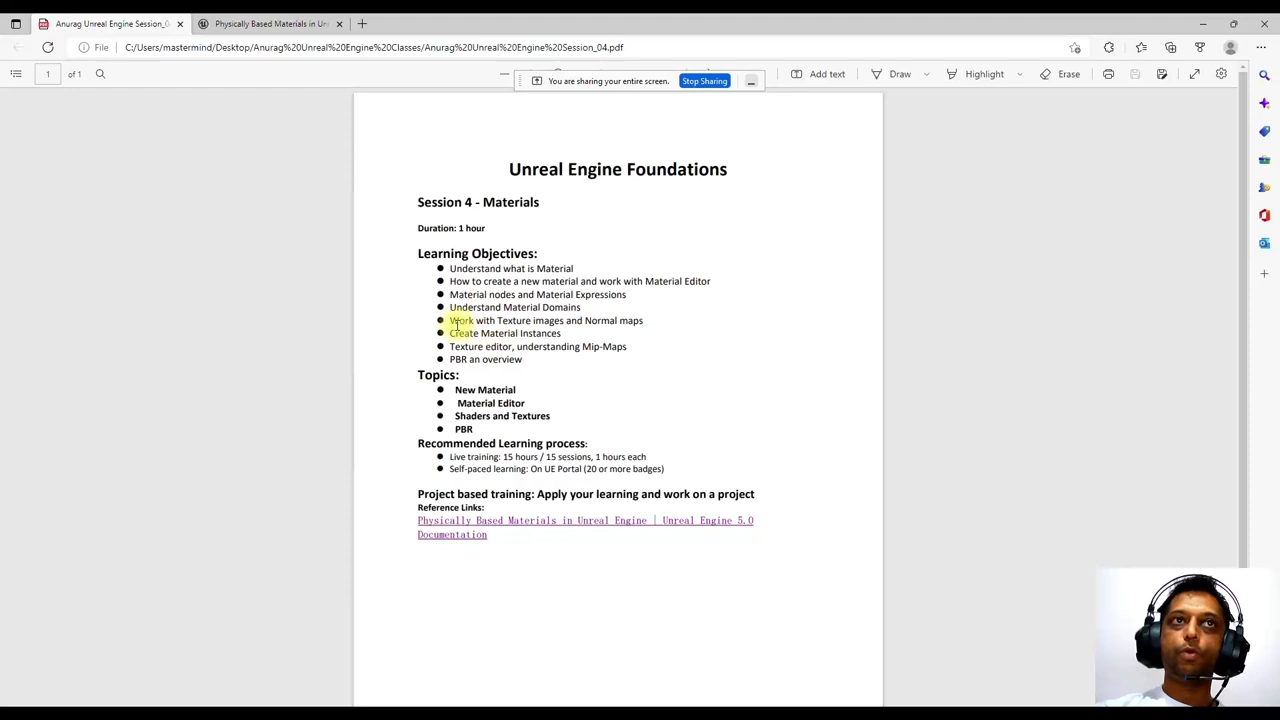 Anurag Unreal Engine Session_0
Physically Based Materials in Un
File
C:/Users/mastermind/Desktop/Anurag%20Unreal%20Engine%20Classes/Anurag%20Unreal%20Engine%20Session_04.pdf
1 of 1
You are sharing your entire screen. Stop Sharing
Add text Draw Highlight Erase
Unreal Engine Foundations
Session 4 - Materials
Duration: 1 hour
Learning Objectives:
● Understand what is Material
● How to create a new material and work with Material Editor
● Material nodes and Material Expressions
● Understand Material Domains
● Work with Texture images and Normal maps
● Create Material Instances
● Texture editor, understanding Mip-Maps
● PBR an overview
Topics:
● New Material
● Material Editor
● Shaders and Textures
● PBR
Recommended Learning process:
● Live training: 15 hours / 15 sessions, 1 hours each
● Self-paced learning: On UE Portal (20 or more badges)
Project based training: Apply your learning and work on a project
Reference Links:
Physically Based Materials in Unreal Engine | Unreal Engine 5.0
Documentation